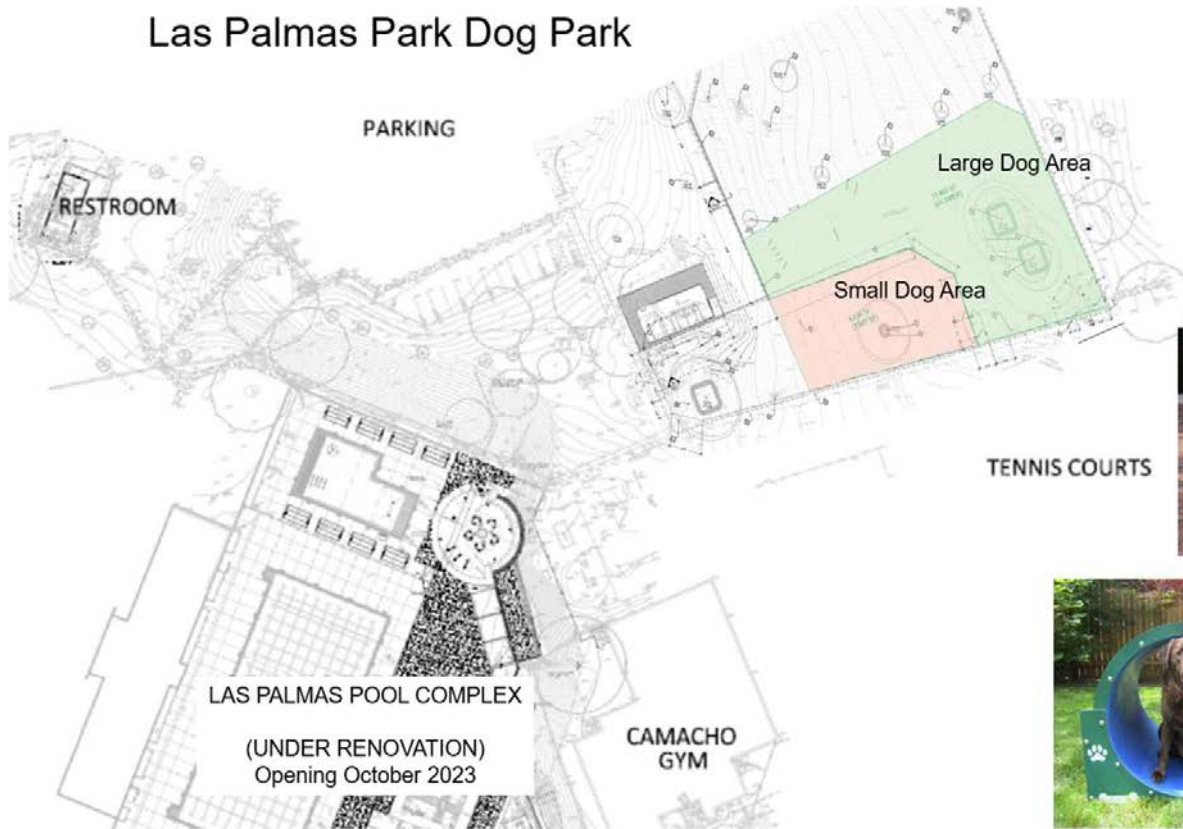 Las Palmas Park Dog Park
PARKING
Large Dog Area
RESTROOM
Small Dog Area
TENNIS COURTS
LAS PALMAS POOL COMPLEX
(UNDER RENOVATION)
Opening October 2023
CAMACHO
GYM